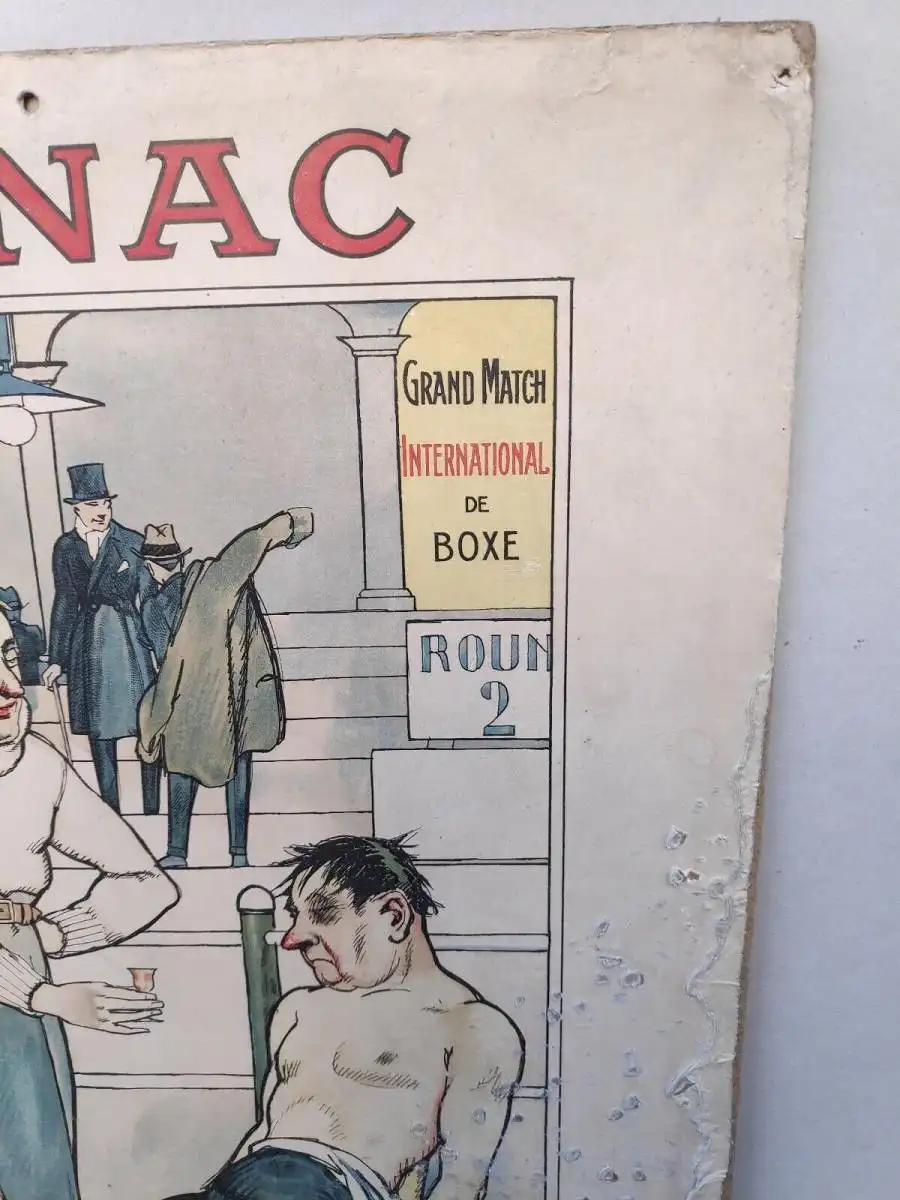 NAC
GRAND MATCH
INTERNATIONAL
DE
BOXE
ROUN
2